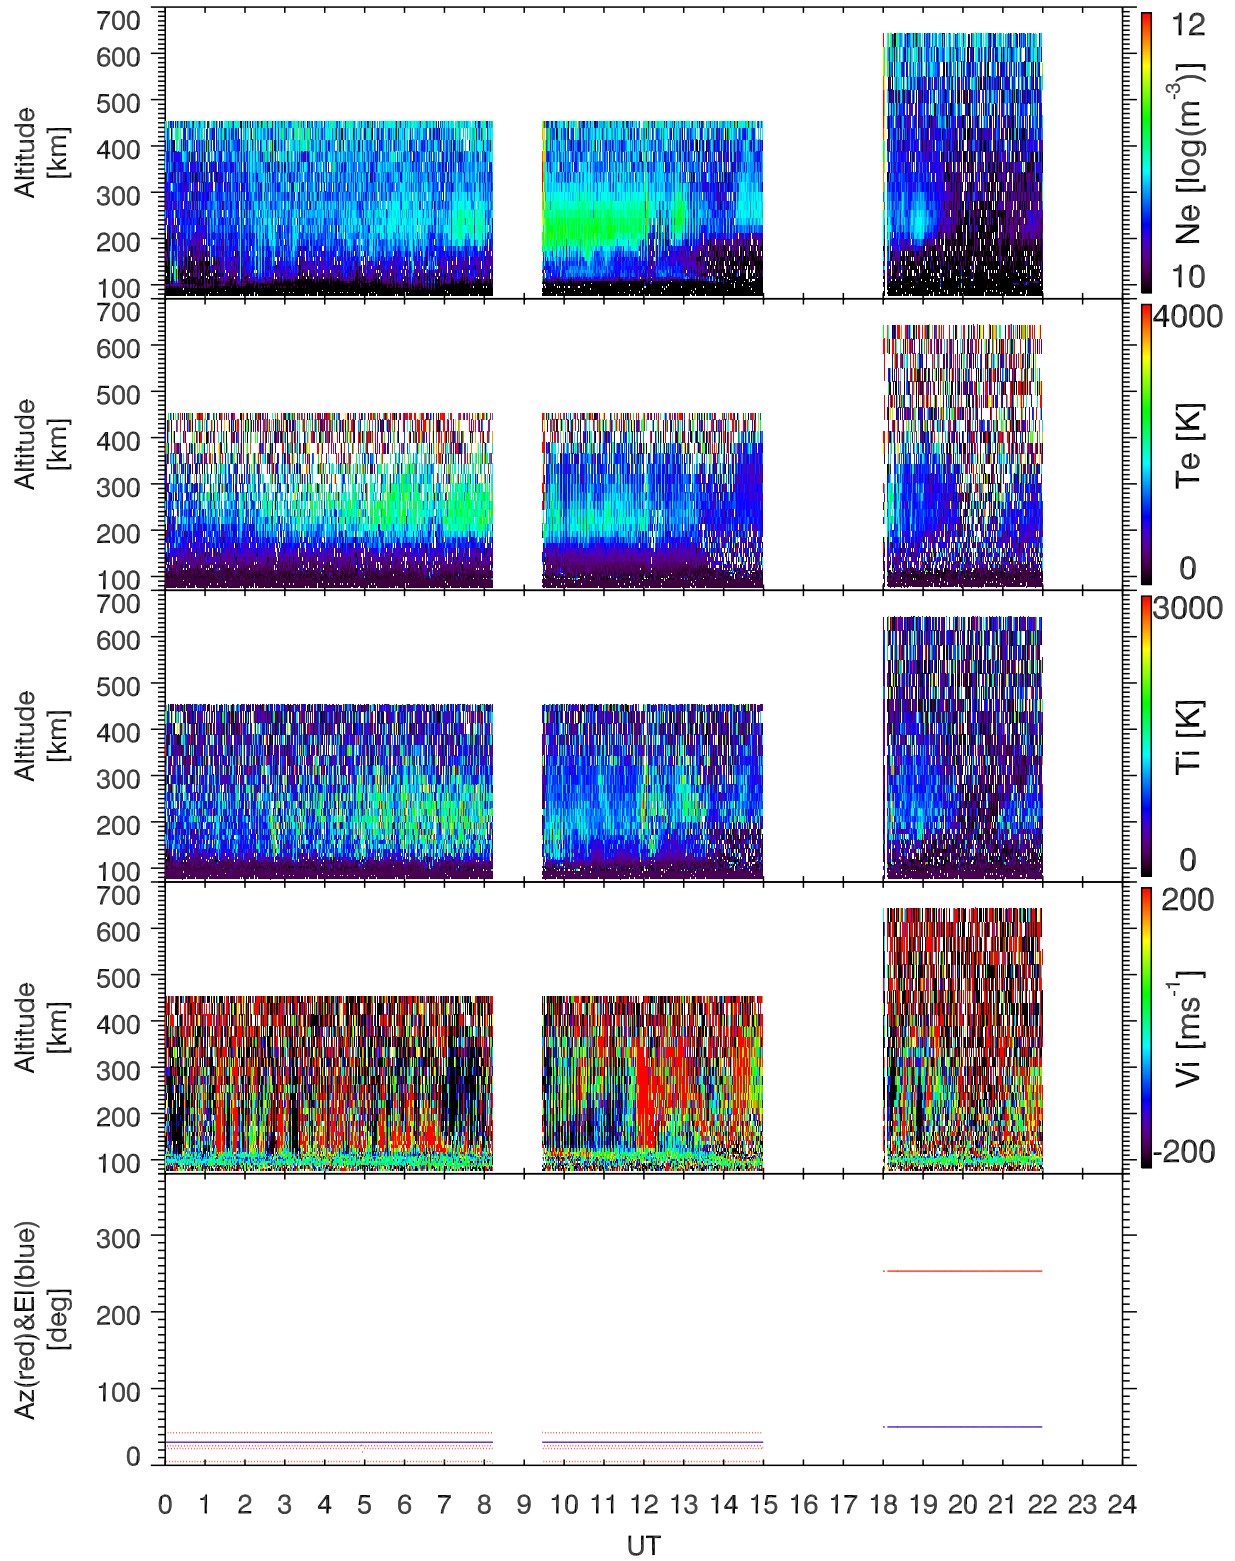 700
600
500
400
300
200
100
Altitude
[km]
12
10
Ne [log(m⁻³)]
700
600
500
400
300
200
100
Altitude
[km]
4000
0
Te [K]
700
600
500
400
300
200
100
Altitude
[km]
3000
0
Ti [K]
700
600
500
400
300
200
100
Altitude
[km]
200
-200
Vi [ms⁻¹]
300
200
100
0
Az(red)&El(blue)
[deg]
0 1 2 3 4 5 6 7 8 9 10 11 12 13 14 15 16 17 18 19 20 21 22 23 24
UT